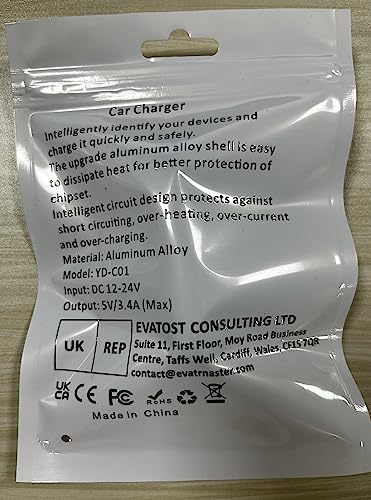 Car Charger
Intelligently identify your devices and
charge it quickly and safely.
The upgrade aluminum alloy shell is easy
to dissipate heat for better protection of
chipset.
Intelligent circuit design protects against
short circuiting, over-heating, over-current
and over-charging.
Material: Aluminum Alloy
Model: YD-C01
Input: DC 12-24V
Output: 5V/3.4A (Max)
UK REP
EVATOST CONSULTING LTD
Suite 11, First Floor, Moy Road Business
Centre, Taffs Well, Cardiff, Wales, CF15 7QR
contact@evatmaster.com
UK CA CE FC RoHS
Made in China